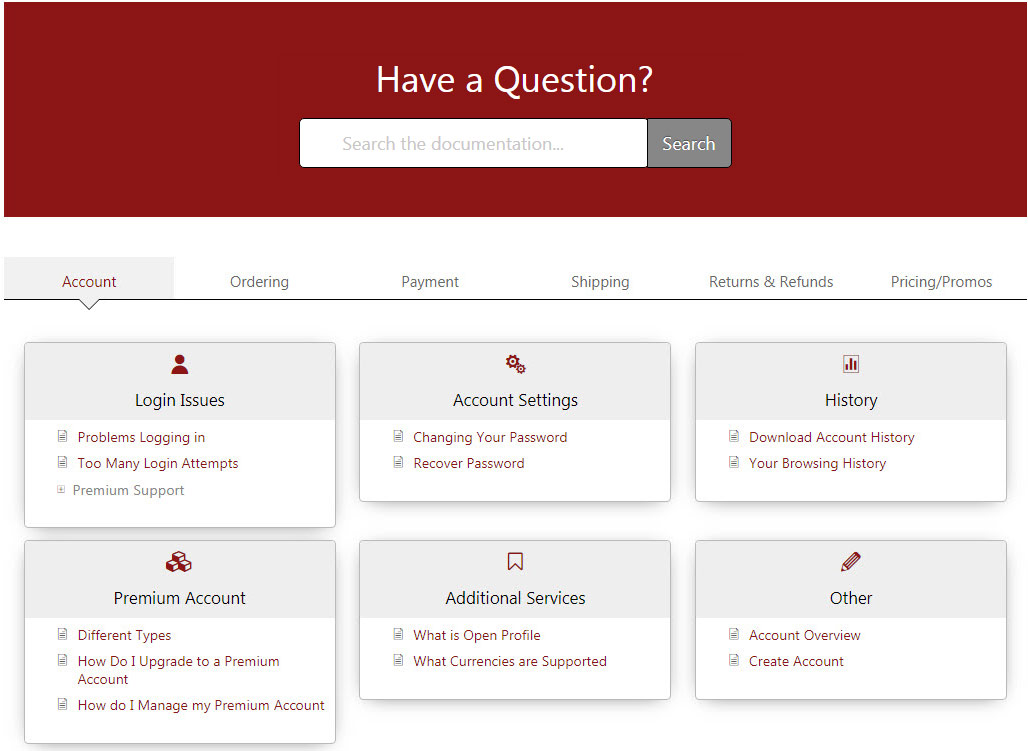 Have a Question?
Search the documentation...
Search
Account
Ordering
Payment
Shipping
Returns & Refunds
Pricing/Promos
Login Issues
Problems Logging in
Too Many Login Attempts
Premium Support
Account Settings
Changing Your Password
Recover Password
History
Download Account History
Your Browsing History
Premium Account
Different Types
How Do I Upgrade to a Premium
Account
How do I Manage my Premium Account
Additional Services
What is Open Profile
What Currencies are Supported
Other
Account Overview
Create Account